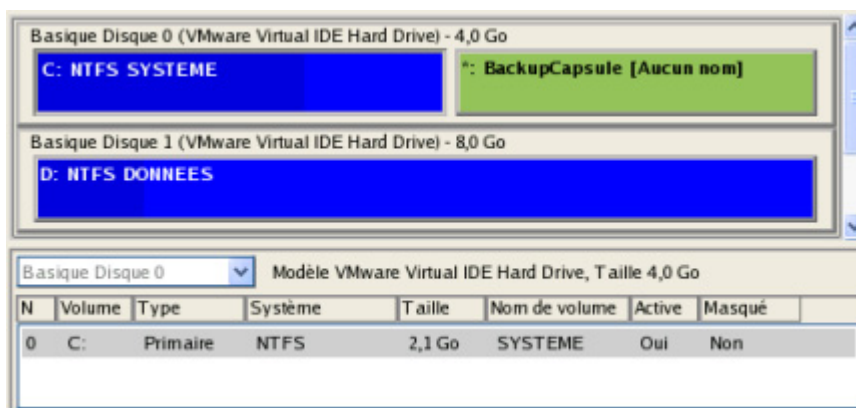 Basique Disque 0 (VMware Virtual IDE Hard Drive) - 4,0 Go
C: NTFS SYSTEME
*: BackupCapsule [Aucun nom]
Basique Disque 1 (VMware Virtual IDE Hard Drive) - 8,0 Go
D: NTFS DONNEES
Basique Disque 0 Modèle VMware Virtual IDE Hard Drive, Taille 4,0 Go
N Volume Type Système Taille Nom de volume Active Masqué
0 C: Primaire NTFS 2,1 Go SYSTEME Oui Non